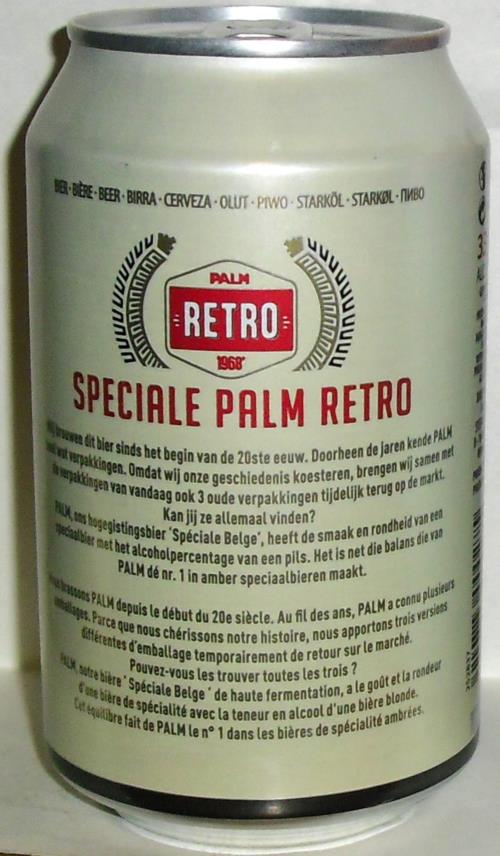 BIER · BIÈRE · BEER · BIRRA · CERVEZA · OLUT · PIWO · STARKÖL · STARKØL · ПИВО
PALM
RETRO
1968
SPECIALE PALM RETRO
Wij brouwen dit bier sinds het begin van de 20ste eeuw. Doorheen de jaren kende PALM
heel wat verpakkingen. Omdat wij onze geschiedenis koesteren, brengen wij samen met
de verpakkingen van vandaag ook 3 oude verpakkingen tijdelijk terug op de markt.
Kan jij ze allemaal vinden?
PALM, ons hogegistingsbier 'Spéciale Belge', heeft de smaak en rondheid van een
speciaalbier met het alcoholpercentage van een pils. Het is net die balans die van
PALM dé nr. 1 in amber speciaalbieren maakt.
Nous brassons PALM depuis le début du 20e siècle. Au fil des ans, PALM a connu plusieurs
emballages. Parce que nous chérissons notre histoire, nous apportons trois versions
différentes d'emballage temporairement de retour sur le marché.
Pouvez-vous les trouver toutes les trois ?
PALM, notre bière ' Spéciale Belge ' de haute fermentation, a le goût et la rondeur
d'une bière de spécialité avec la teneur en alcool d'une bière blonde.
Cet équilibre fait de PALM le n° 1 dans les bières de spécialité ambrées.